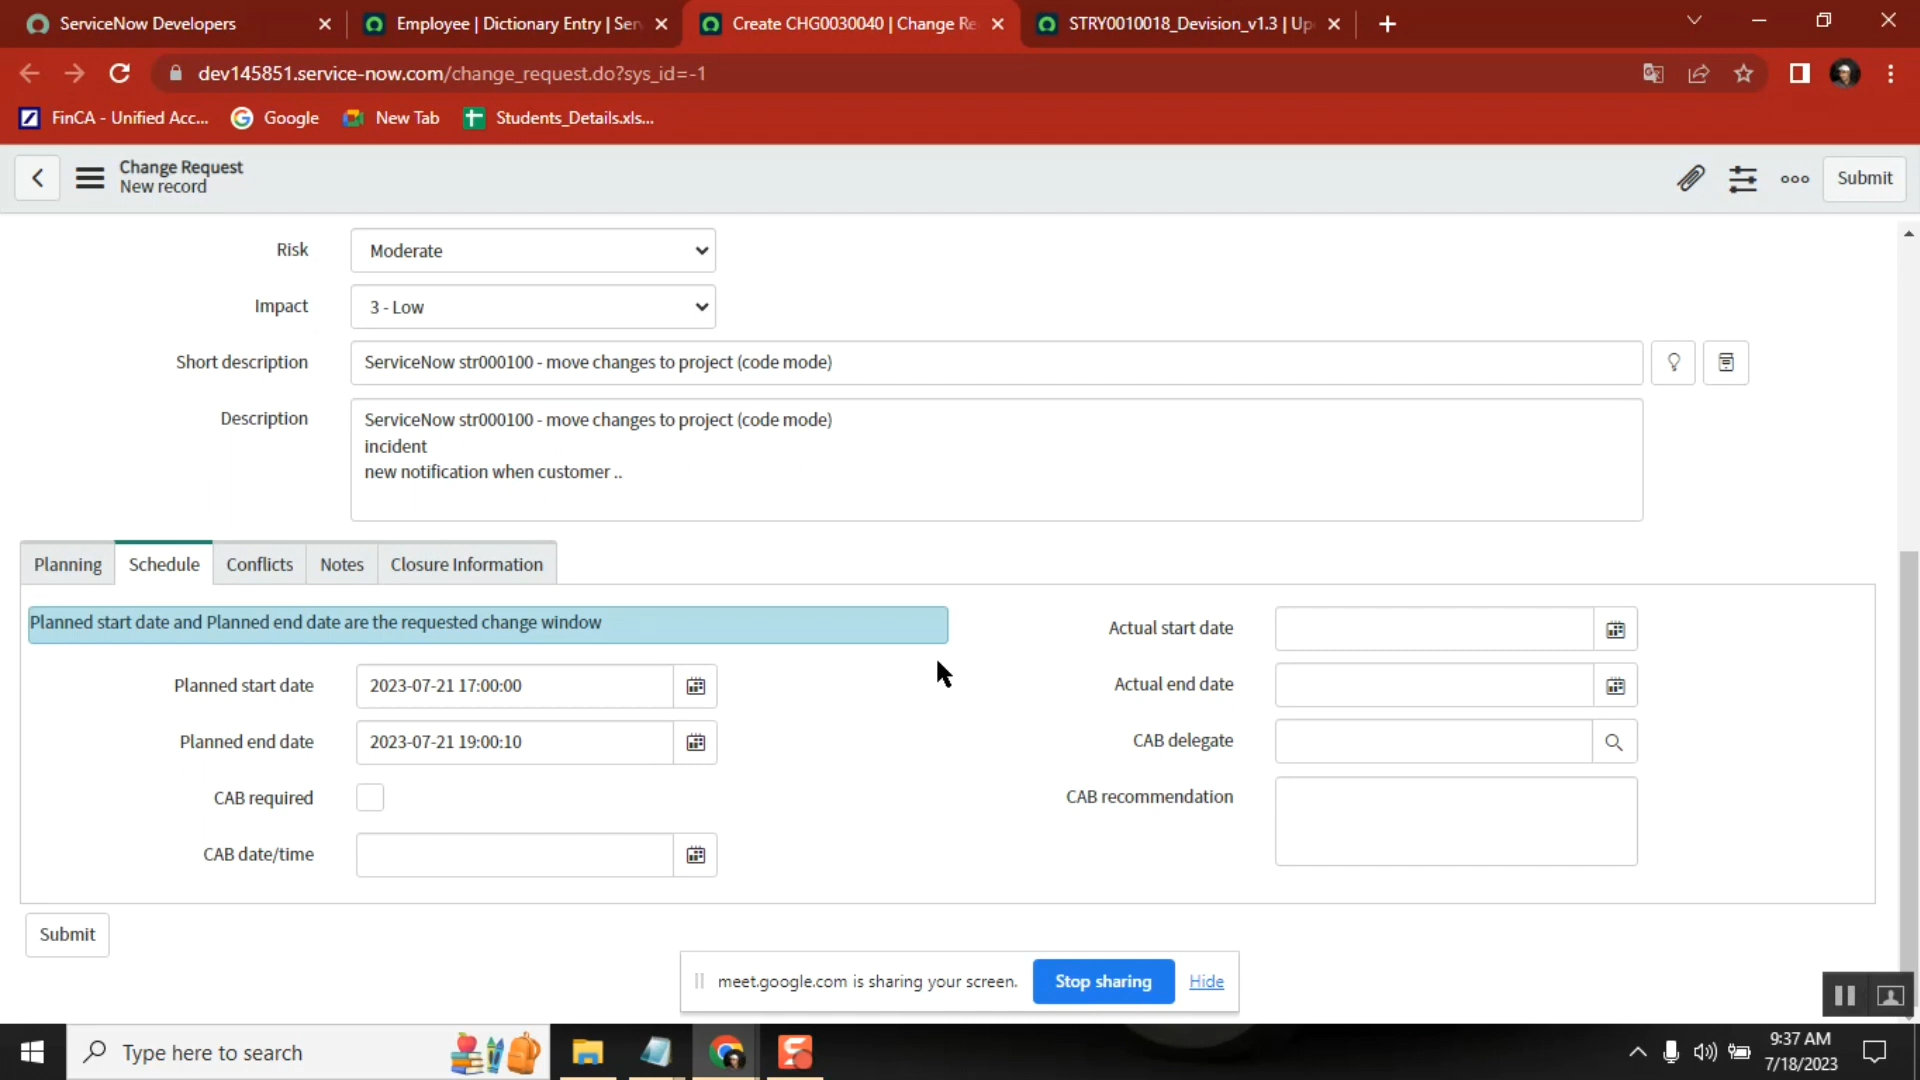 ServiceNow Developers
Employee | Dictionary Entry | Ser
Create CHG0030040 | Change Re
STRY0010018_Devision_v1.3 | Up
dev145851.service-now.com/change_request.do?sys_id=-1
FinCA - Unified Acc...
Google
New Tab
Students_Details.xls...
Change Request
New record
Submit
Risk
Moderate
Impact
3 - Low
Short description
ServiceNow str000100 - move changes to project (code mode)
Description
ServiceNow str000100 - move changes to project (code mode)
incident
new notification when customer ..
Planning
Schedule
Conflicts
Notes
Closure Information
Planned start date and Planned end date are the requested change window
Planned start date
2023-07-21 17:00:00
Planned end date
2023-07-21 19:00:10
CAB required
CAB date/time
Actual start date
Actual end date
CAB delegate
CAB recommendation
Submit
meet.google.com is sharing your screen.
Stop sharing
Hide
Type here to search
9:37 AM
7/18/2023